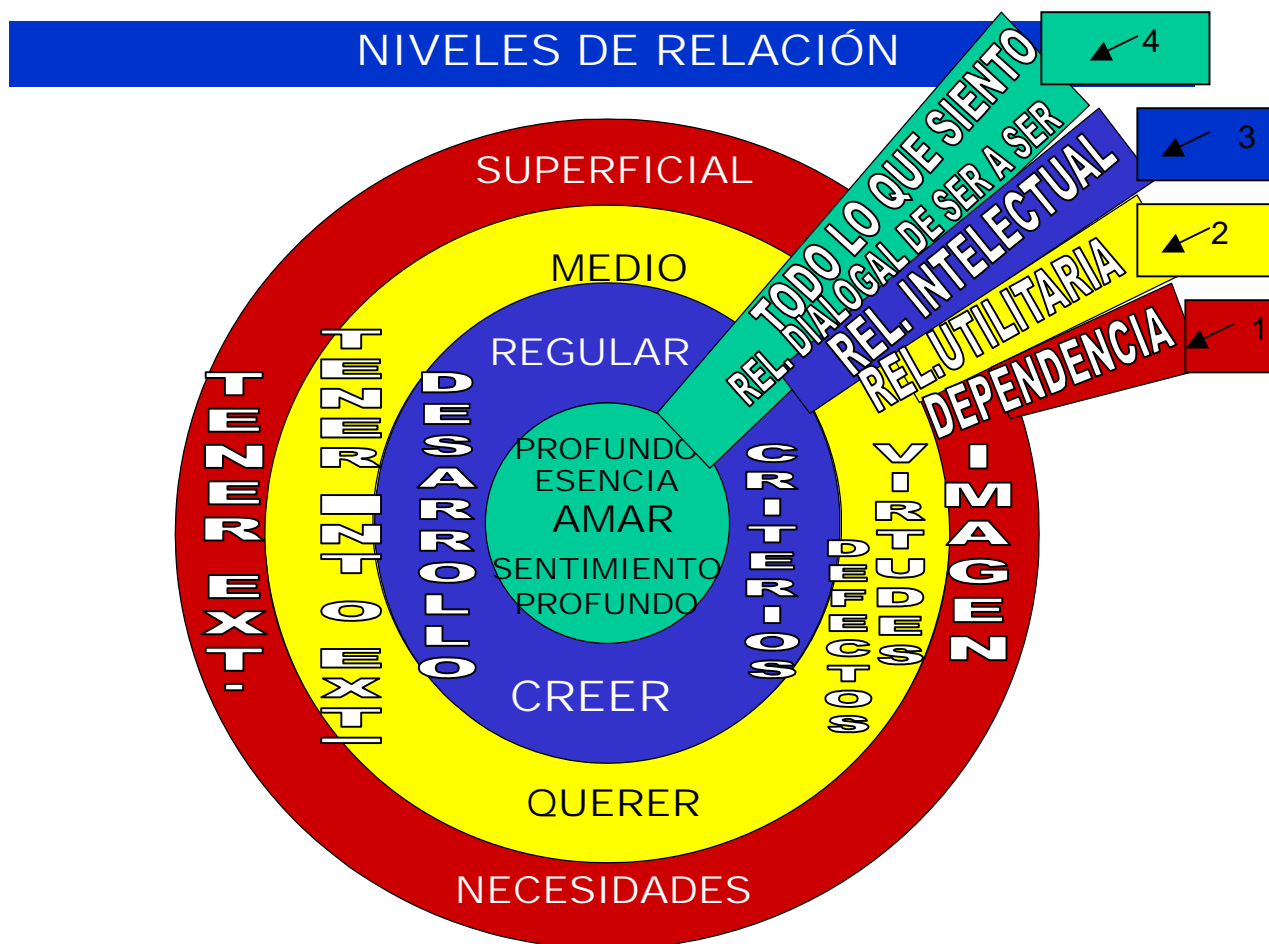 NIVELES DE RELACIÓN
4
3
2
1
TODO LO QUE SIENTO
REL. DIALOGAL DE SER A SER
REL. INTELECTUAL
REL.UTILITARIA
DEPENDENCIA
SUPERFICIAL
MEDIO
REGULAR
PROFUNDO
ESENCIA
AMAR
SENTIMIENTO
PROFUNDO
CREER
QUERER
NECESIDADES
TENER EXT.
TENER INT O EXT
DESARROLLO
CRITERIOS
DEFECTOS
VIRTUDES
IMAGEN